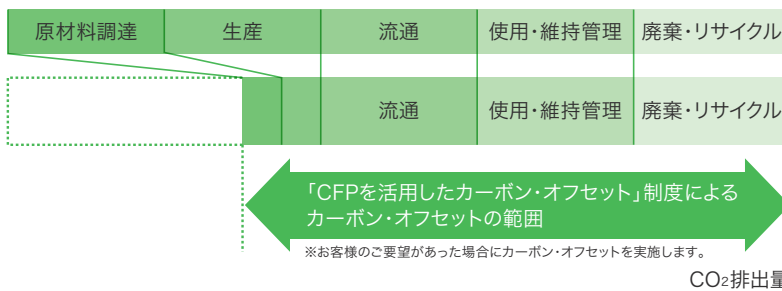 原材料調達 生産 流通 使用・維持管理 廃棄・リサイクル
流通 使用・維持管理 廃棄・リサイクル
「CFPを活用したカーボン・オフセット」制度による
カーボン・オフセットの範囲
※お客様のご要望があった場合にカーボン・オフセットを実施します。
CO2排出量